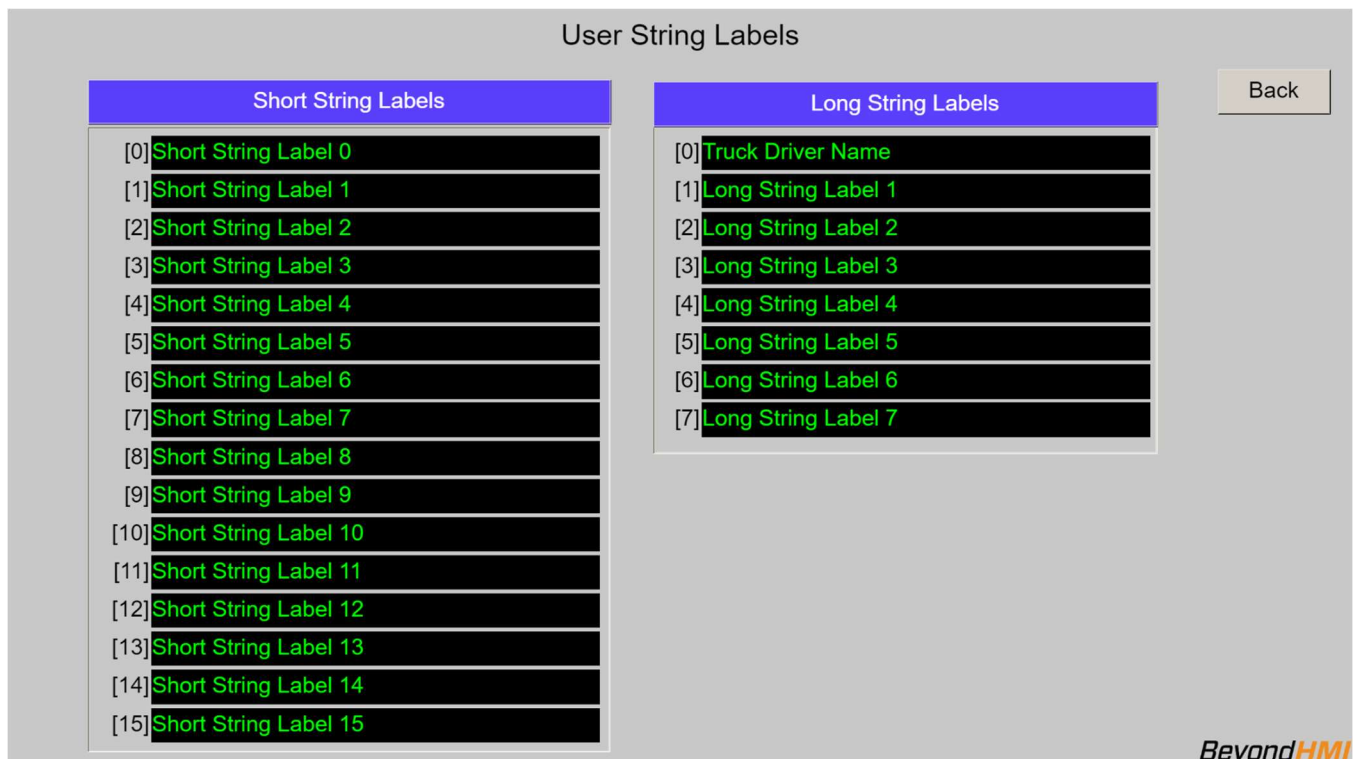 User String Labels
Back
Short String Labels
[0] Short String Label 0
[1] Short String Label 1
[2] Short String Label 2
[3] Short String Label 3
[4] Short String Label 4
[5] Short String Label 5
[6] Short String Label 6
[7] Short String Label 7
[8] Short String Label 8
[9] Short String Label 9
[10] Short String Label 10
[11] Short String Label 11
[12] Short String Label 12
[13] Short String Label 13
[14] Short String Label 14
[15] Short String Label 15
Long String Labels
[0] Truck Driver Name
[1] Long String Label 1
[2] Long String Label 2
[3] Long String Label 3
[4] Long String Label 4
[5] Long String Label 5
[6] Long String Label 6
[7] Long String Label 7
BeyondHMI